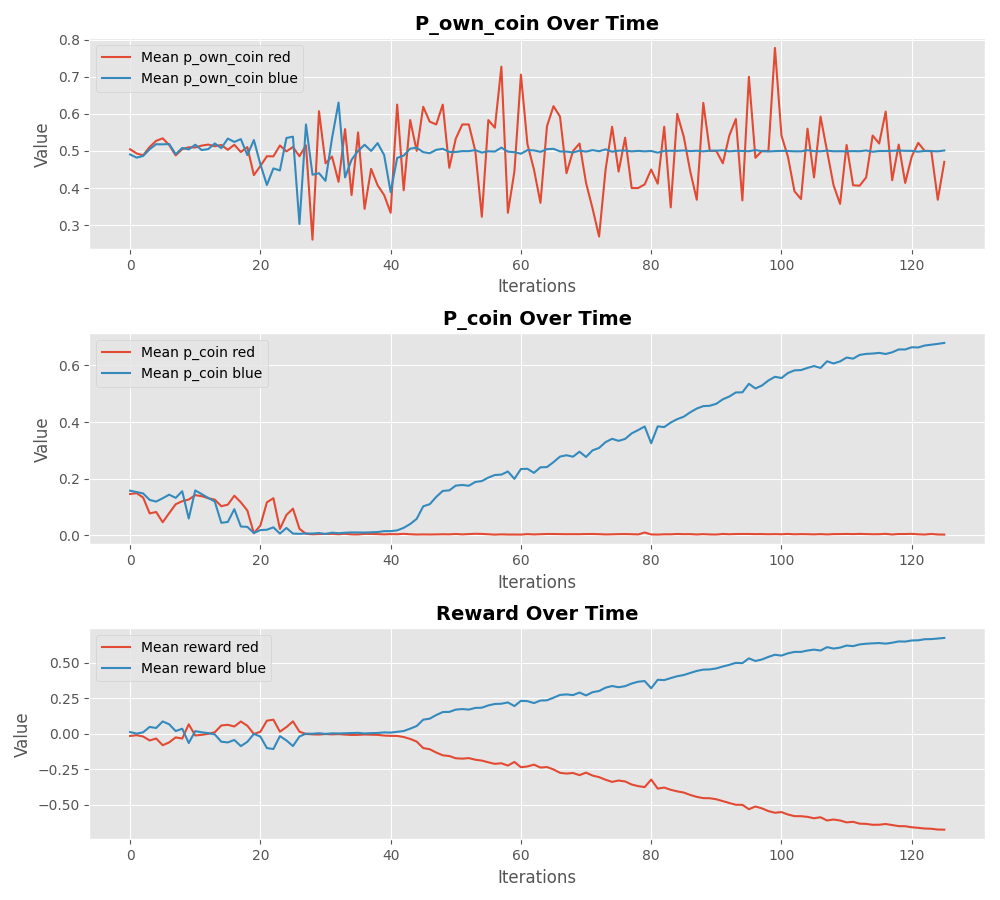 P_own_coin Over Time
Mean p_own_coin red
Mean p_own_coin blue
Value
0.8
0.7
0.6
0.5
0.4
0.3
0 20 40 60 80 100 120
Iterations
P_coin Over Time
Mean p_coin red
Mean p_coin blue
Value
0.6
0.4
0.2
0.0
0 20 40 60 80 100 120
Iterations
Reward Over Time
Mean reward red
Mean reward blue
Value
0.50
0.25
0.00
−0.25
−0.50
0 20 40 60 80 100 120
Iterations